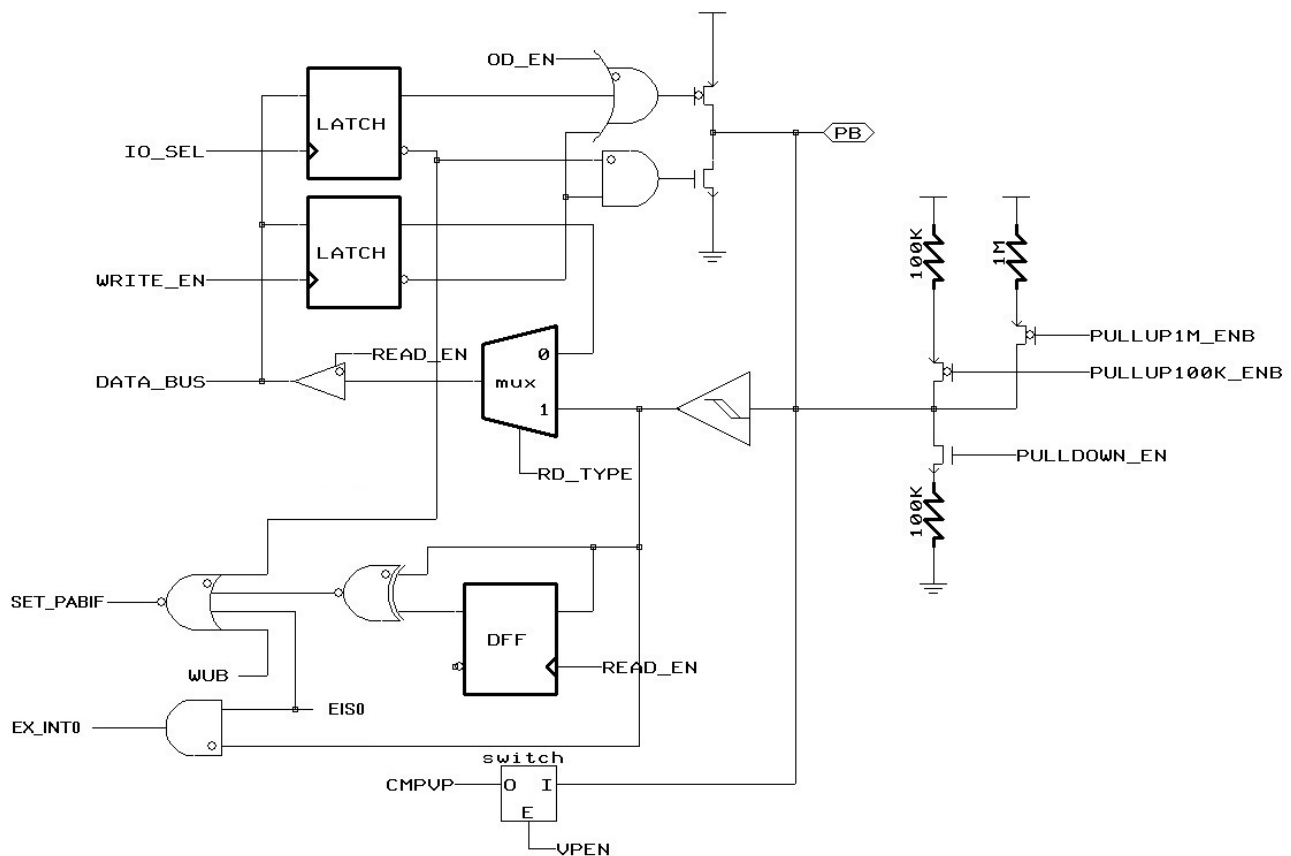 OD_EN
LATCH
PB
IO_SEL
100K
1M
LATCH
WRITE_EN
PULLUP1M_ENB
0
READ_EN
PULLUP100K_ENB
DATA_BUS
mux
1
PULLDOWN_EN
RD_TYPE
100K
SET_PABIF
DFF
WUB
READ_EN
EIS0
EX_INT0
switch
CMPVP
O I
E
VPEN